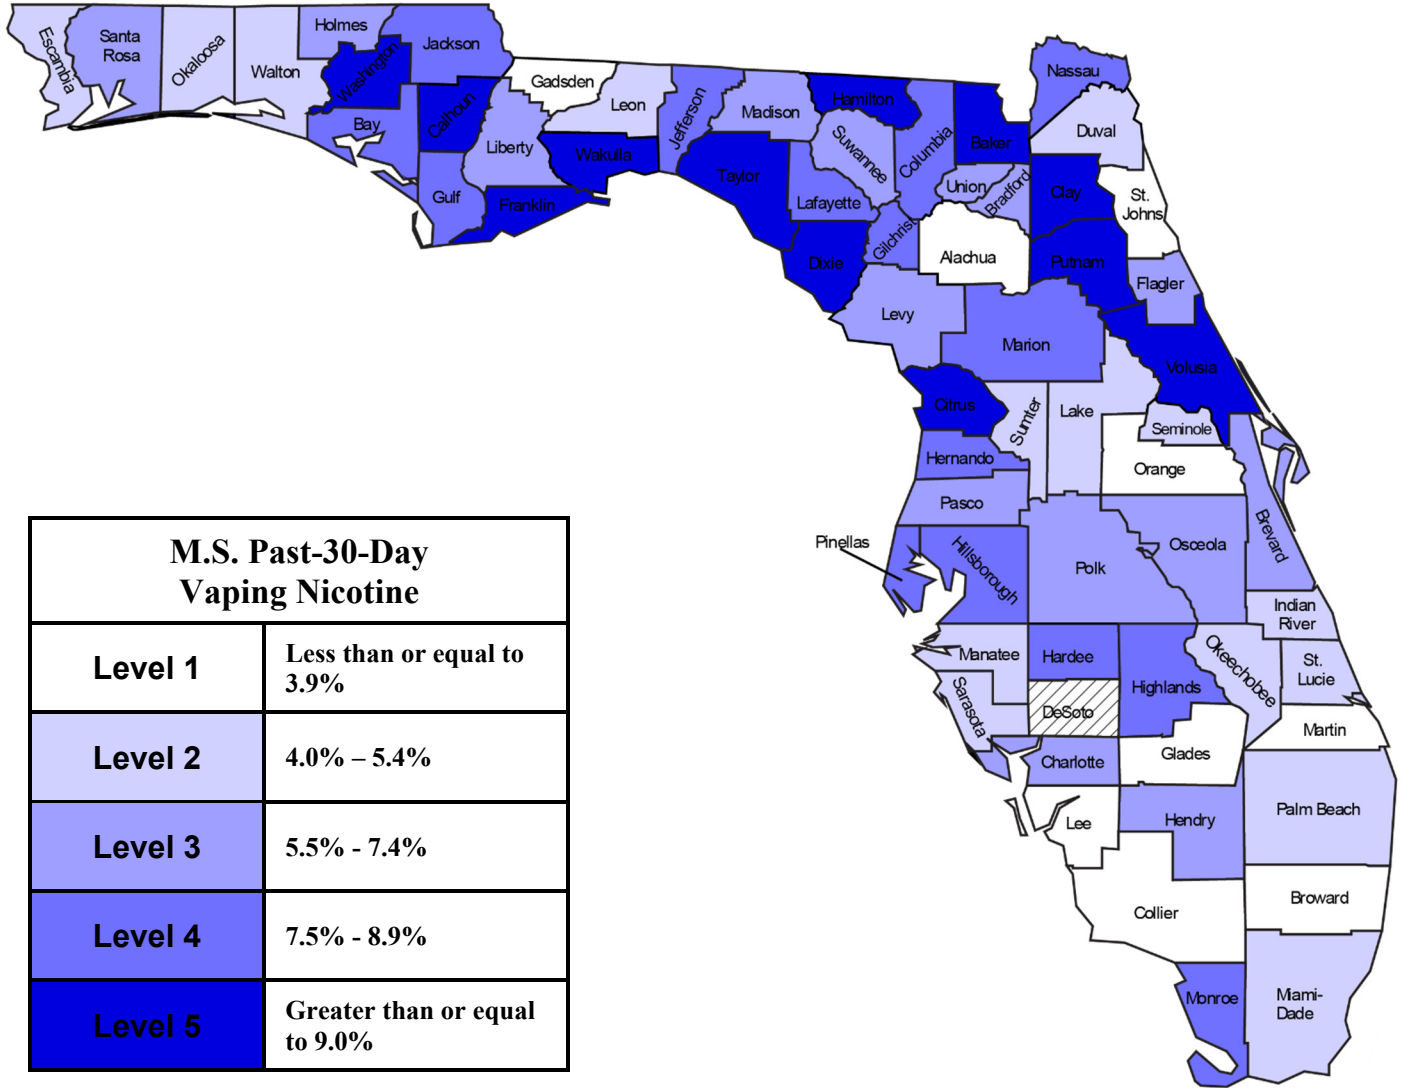 Escambia
Santa
Rosa
Okaloosa
Walton
Holmes
Washington
Jackson
Bay
Calhoun
Gulf
Liberty
Gadsden
Leon
Wakulla
Franklin
Jefferson
Madison
Taylor
Hamilton
Suwannee
Lafayette
Dixie
Columbia
Gilchrist
Baker
Union
Bradford
Nassau
Duval
Clay
St.
Johns
Alachua
Putnam
Flagler
Levy
Marion
Volusia
Citrus
Sumter
Lake
Seminole
Hernando
Orange
Pasco
Brevard
Pinellas
Hillsborough
Polk
Osceola
Indian
River
Manatee
Hardee
Highlands
Okeechobee
St.
Lucie
Sarasota
DeSoto
Martin
Charlotte
Glades
Lee
Hendry
Palm Beach
Collier
Broward
Monroe
Miami-
Dade
M.S. Past-30-Day
Vaping Nicotine
Level 1
Less than or equal to
3.9%
Level 2
4.0% – 5.4%
Level 3
5.5% - 7.4%
Level 4
7.5% - 8.9%
Level 5
Greater than or equal
to 9.0%